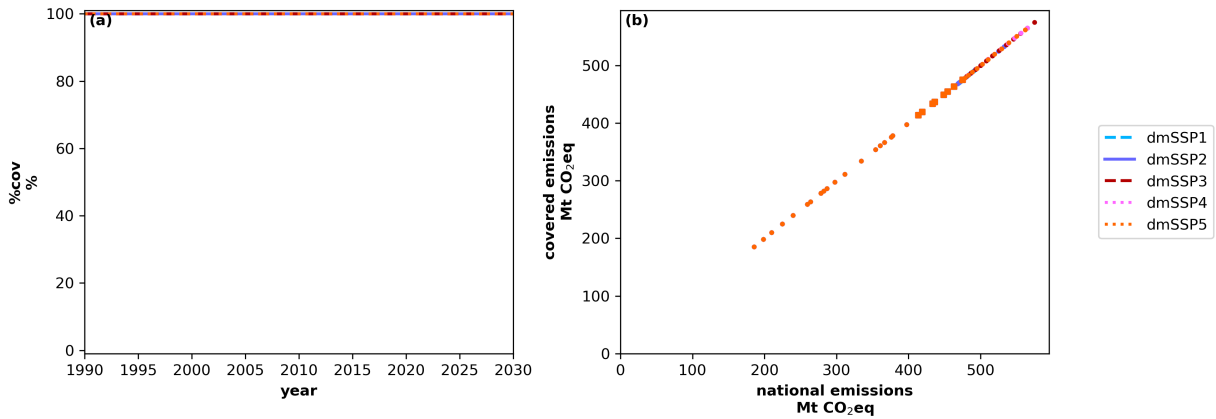 (a)
100
80
60
40
20
0
%cov
%
1990 1995 2000 2005 2010 2015 2020 2025 2030
year
(b)
500
400
300
200
100
0
covered emissions
Mt CO₂eq
0 100 200 300 400 500
national emissions
Mt CO₂eq
dmSSP1
dmSSP2
dmSSP3
dmSSP4
dmSSP5